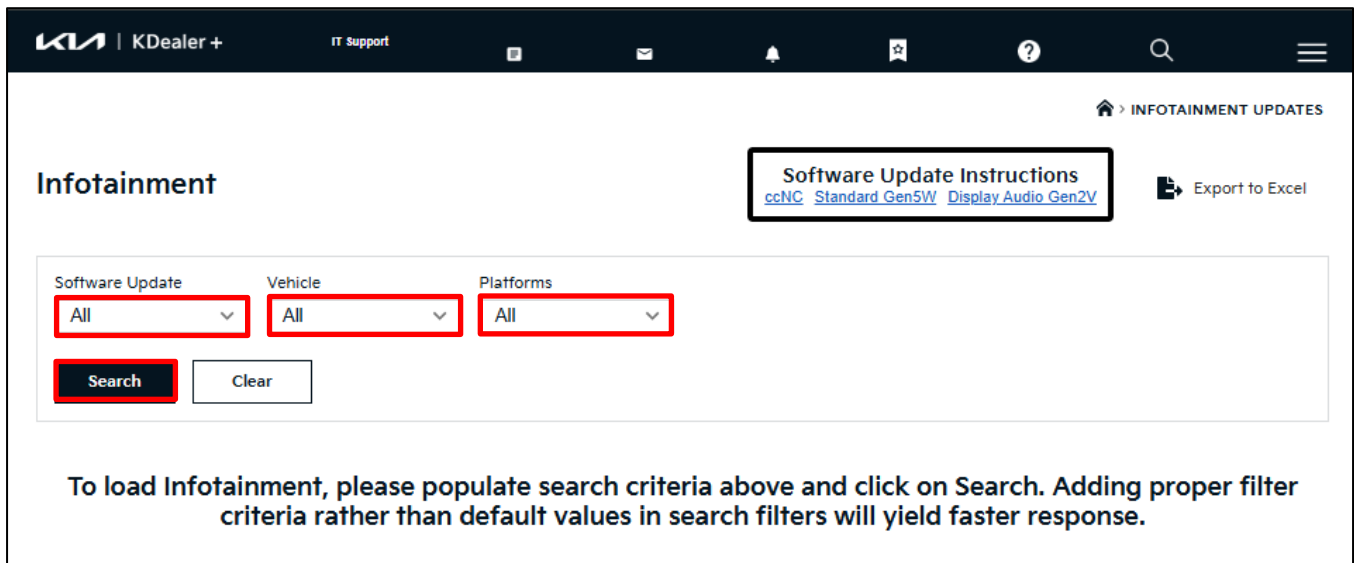 KIA | KDealer+ IT Support
INFOTAINMENT UPDATES
Infotainment
Software Update Instructions
ccNC Standard Gen5W Display Audio Gen2V
Export to Excel
Software Update Vehicle Platforms
All All All
Search Clear
To load Infotainment, please populate search criteria above and click on Search. Adding proper filter
criteria rather than default values in search filters will yield faster response.